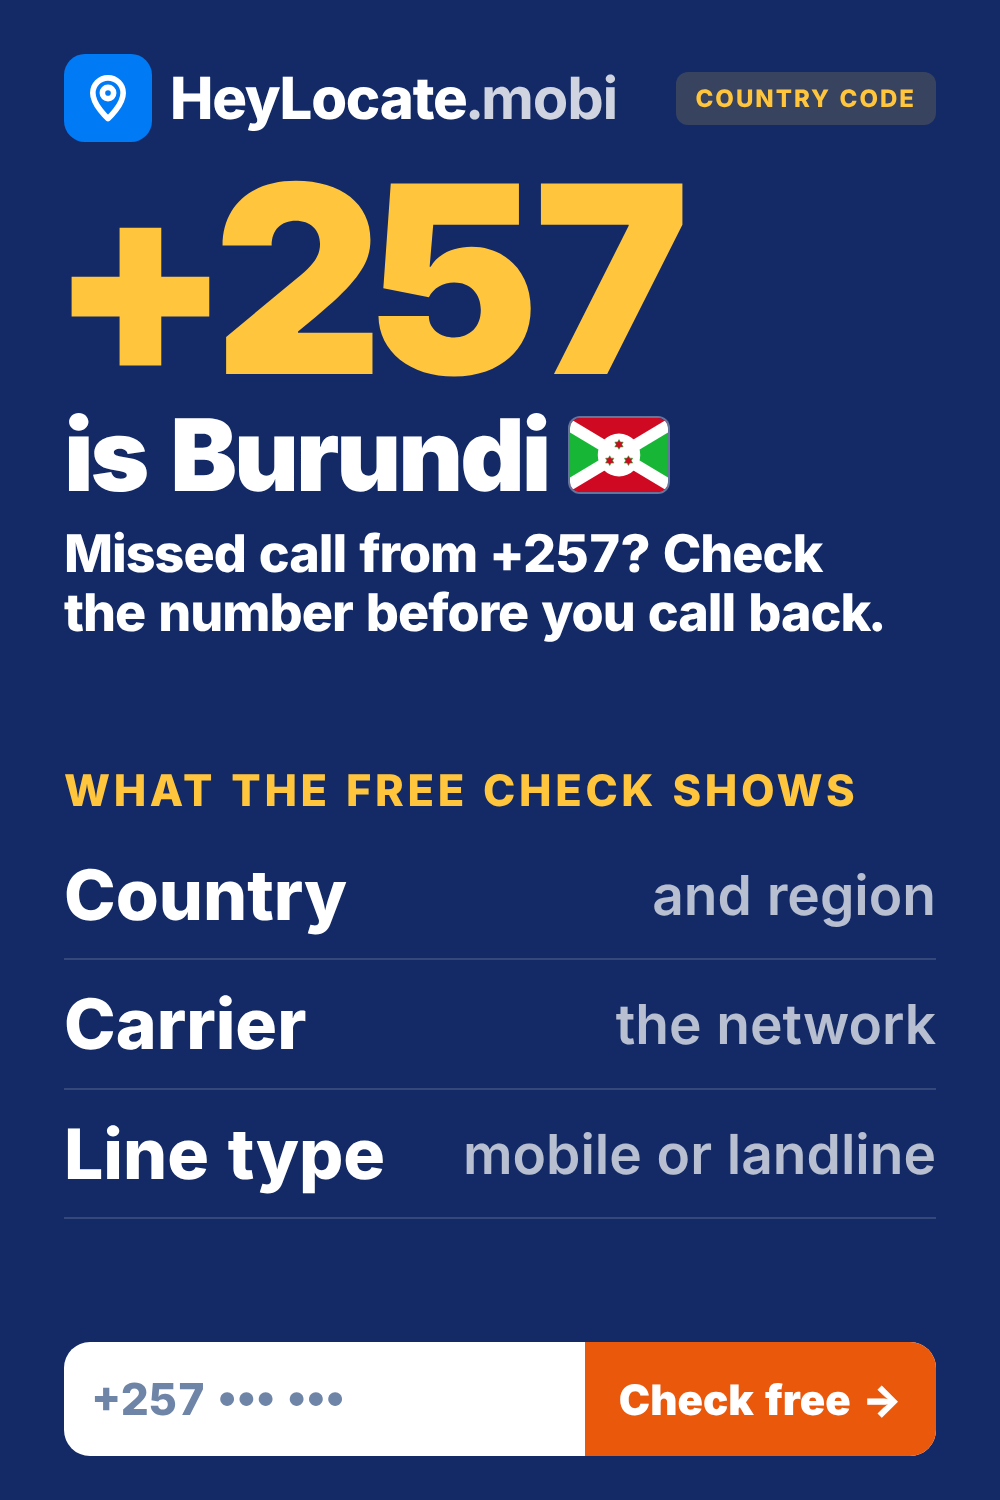 HeyLocate.mobi
COUNTRY CODE
+257
is Burundi
Missed call from +257? Check
the number before you call back.
WHAT THE FREE CHECK SHOWS
Country and region
Carrier the network
Line type mobile or landline
+257 ••• •••
Check free →